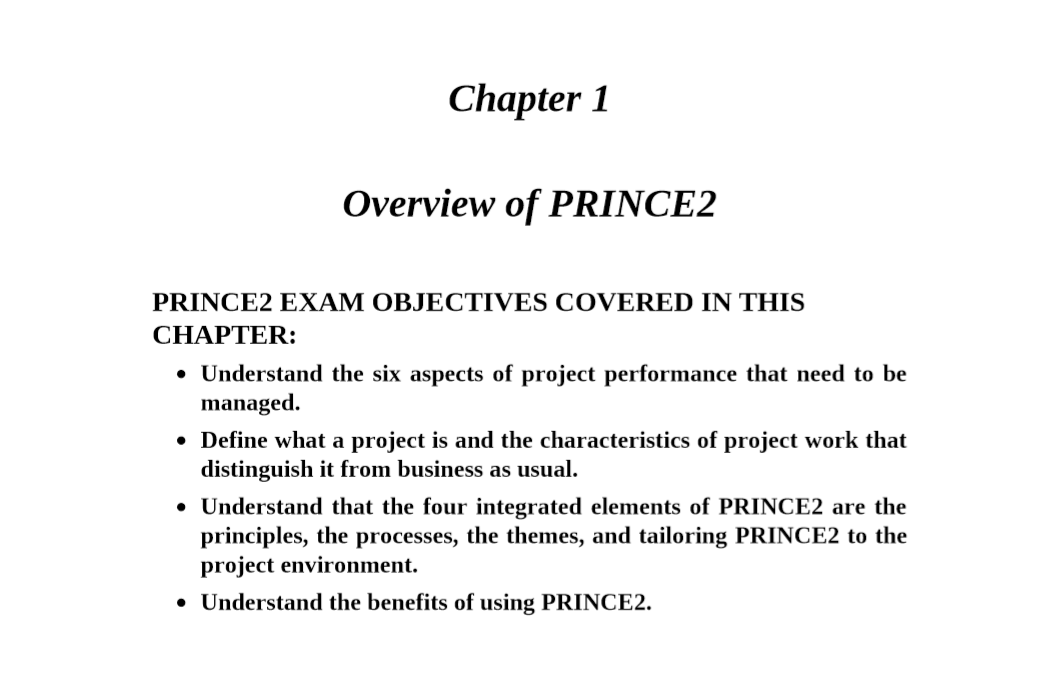 Chapter 1
Overview of PRINCE2
PRINCE2 EXAM OBJECTIVES COVERED IN THIS
CHAPTER:
• Understand the six aspects of project performance that need to be
managed.
• Define what a project is and the characteristics of project work that
distinguish it from business as usual.
• Understand that the four integrated elements of PRINCE2 are the
principles, the processes, the themes, and tailoring PRINCE2 to the
project environment.
• Understand the benefits of using PRINCE2.